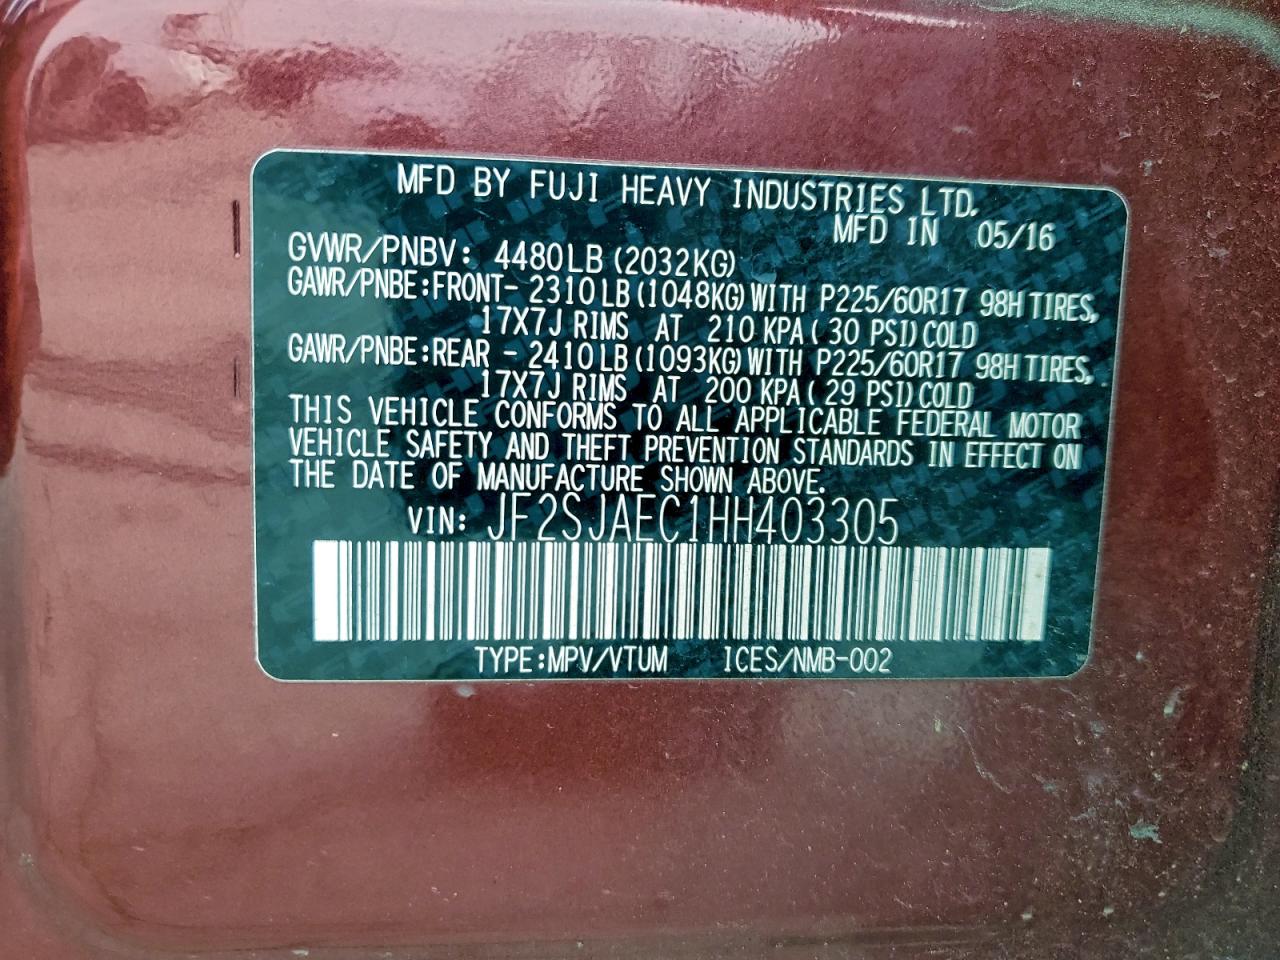 MFD BY FUJI HEAVY INDUSTRIES LTD.
MFD IN 05/16
GVWR/PNBV: 4480LB (2032KG)
GAWR/PNBE:FRONT- 2310 LB (1048KG) WITH P225/60R17 98H TIRES,
17X7J RIMS AT 210 KPA ( 30 PSI) COLD
GAWR/PNBE:REAR - 2410 LB (1093KG) WITH P225/60R17 98H TIRES,
17X7J RIMS AT 200 KPA ( 29 PSI) COLD
THIS VEHICLE CONFORMS TO ALL APPLICABLE FEDERAL MOTOR
VEHICLE SAFETY AND THEFT PREVENTION STANDARDS IN EFFECT ON
THE DATE OF MANUFACTURE SHOWN ABOVE.
VIN: JF2SJAEC1HH403305
TYPE:MPV/VTUM ICES/NMB-002